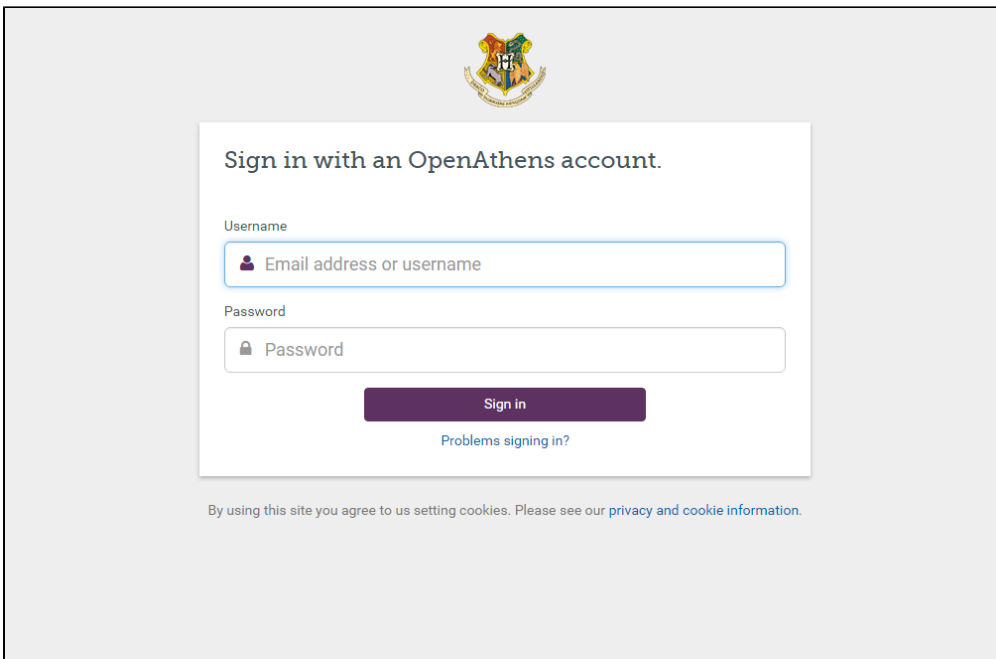 H
Sign in with an OpenAthens account.
Username
Email address or username
Password
Password
Sign in
Problems signing in?
By using this site you agree to us setting cookies. Please see our privacy and cookie information.